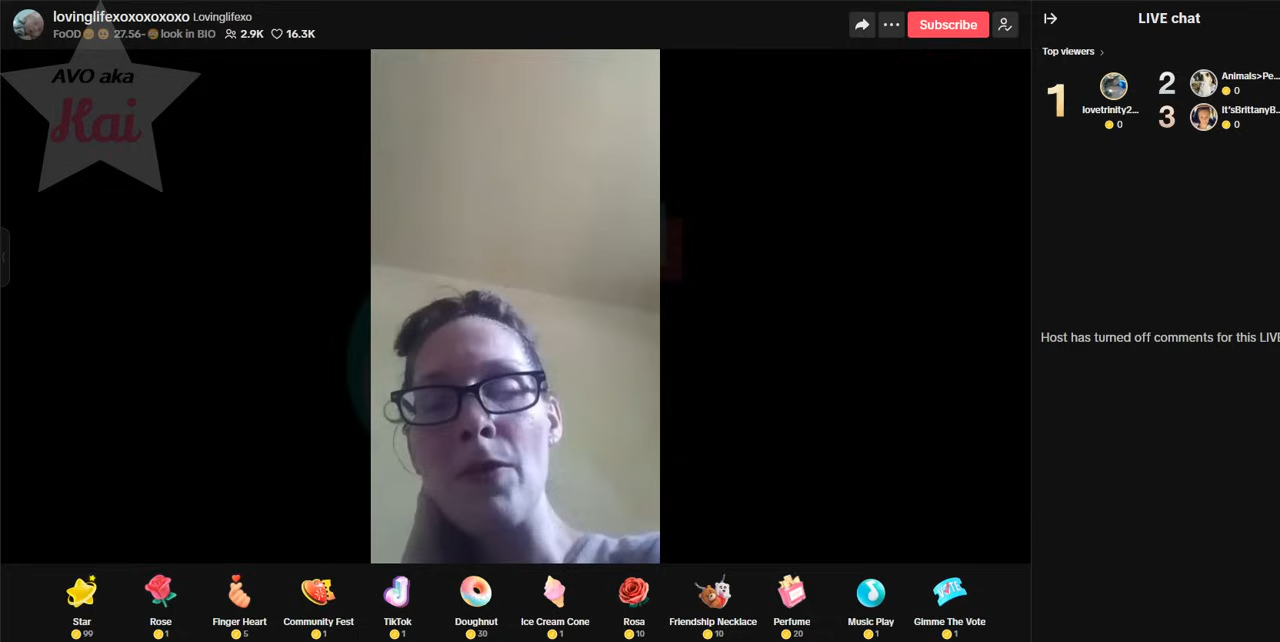 lovinglifexoxoxoxoxo Lovinglifexo
FoOD 27.56- look in BIO 2.9K 16.3K
Subscribe
AVO aka
Kai
LIVE chat
Top viewers
1
lovetrinity2...
0
2
Animals>Pe...
0
3
It'sBrittanyB...
0
Host has turned off comments for this LIVE
Star
99
Rose
1
Finger Heart
5
Community Fest
1
TikTok
1
Doughnut
30
Ice Cream Cone
1
Rosa
10
Friendship Necklace
10
Perfume
20
Music Play
1
VOTE
Gimme The Vote
1